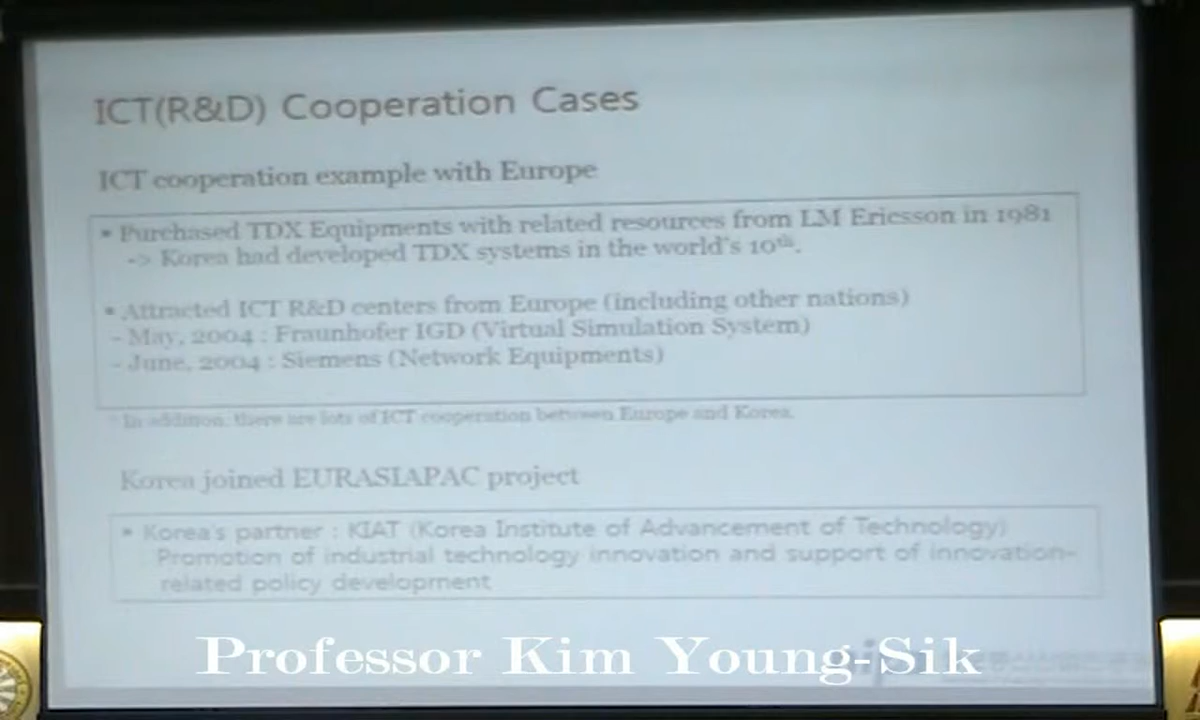 ICT(R&D) Cooperation Cases
ICT cooperation example with Europe
• Purchased TDX Equipments with related resources from LM Ericsson in 1981
-> Korea had developed TDX systems in the world's 10th.
• Attracted ICT R&D centers from Europe (including other nations)
- May, 2004 : Fraunhofer IGD (Virtual Simulation System)
- June, 2004 : Siemens (Network Equipments)
* In addition, there are lots of ICT cooperation between Europe and Korea.
Korea joined EURASIAPAC project
• Korea's partner : KIAT (Korea Institute of Advancement of Technology)
Promotion of industrial technology innovation and support of innovation-
related policy development
Professor Kim Young-Sik